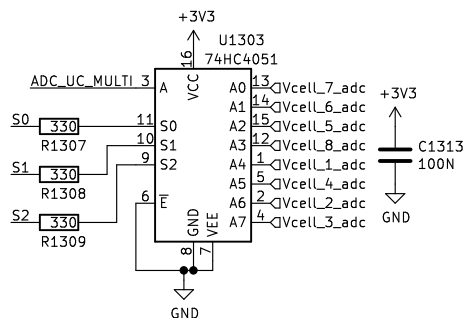 +3V3
U1303
74HC4051
16
VCC
ADC_UC_MULTI 3 A
A0 13 Vcell_7_adc
A1 14 Vcell_6_adc
S0 330 11 S0
A2 15 Vcell_5_adc
R1307
10 S1
A3 12 Vcell_8_adc
S1 330 9 S2
A4 1 Vcell_1_adc
R1308
A5 5 Vcell_4_adc
S2 330 6 E
A6 2 Vcell_2_adc
R1309
A7 4 Vcell_3_adc
GND
VEE
8
7
GND
+3V3
C1313
100N
GND